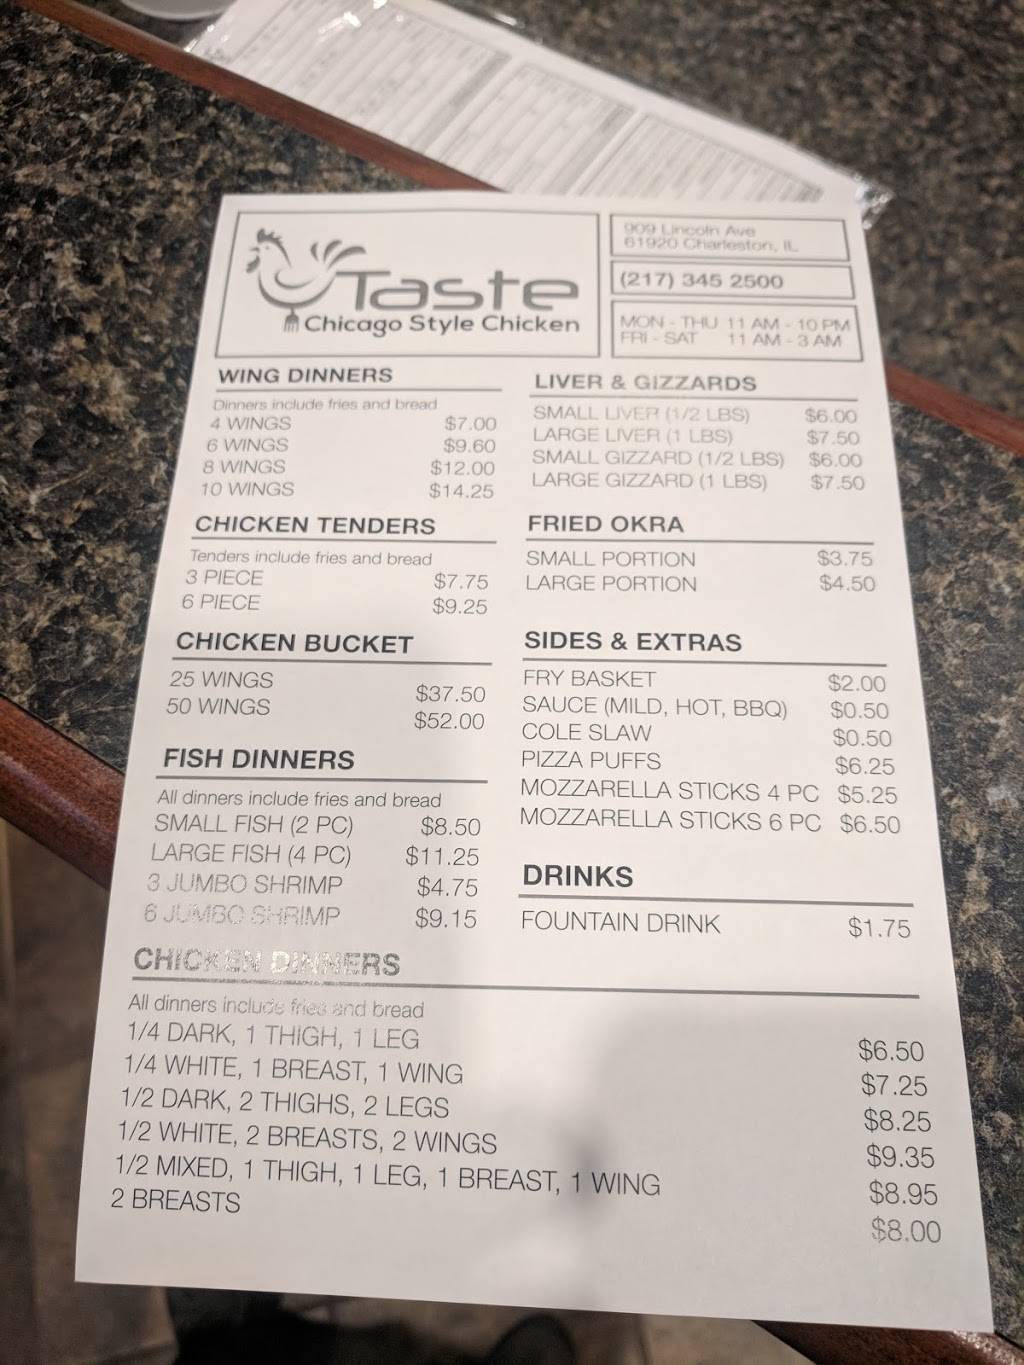 Taste
Chicago Style Chicken
909 Lincoln Ave
61920 Charleston, IL
(217) 345 2500
MON - THU 11 AM - 10 PM
FRI - SAT 11 AM - 3 AM
WING DINNERS
Dinners include fries and bread
4 WINGS $7.00
6 WINGS $9.60
8 WINGS $12.00
10 WINGS $14.25
CHICKEN TENDERS
Tenders include fries and bread
3 PIECE $7.75
6 PIECE $9.25
CHICKEN BUCKET
25 WINGS $37.50
50 WINGS $52.00
FISH DINNERS
All dinners include fries and bread
SMALL FISH (2 PC) $8.50
LARGE FISH (4 PC) $11.25
3 JUMBO SHRIMP $4.75
6 JUMBO SHRIMP $9.15
LIVER & GIZZARDS
SMALL LIVER (1/2 LBS) $6.00
LARGE LIVER (1 LBS) $7.50
SMALL GIZZARD (1/2 LBS) $6.00
LARGE GIZZARD (1 LBS) $7.50
FRIED OKRA
SMALL PORTION $3.75
LARGE PORTION $4.50
SIDES & EXTRAS
FRY BASKET $2.00
SAUCE (MILD, HOT, BBQ) $0.50
COLE SLAW $0.50
PIZZA PUFFS $6.25
MOZZARELLA STICKS 4 PC $5.25
MOZZARELLA STICKS 6 PC $6.50
DRINKS
FOUNTAIN DRINK $1.75
CHICKEN DINNERS
All dinners include fries and bread
1/4 DARK, 1 THIGH, 1 LEG $6.50
1/4 WHITE, 1 BREAST, 1 WING $7.25
1/2 DARK, 2 THIGHS, 2 LEGS $8.25
1/2 WHITE, 2 BREASTS, 2 WINGS $9.35
1/2 MIXED, 1 THIGH, 1 LEG, 1 BREAST, 1 WING $8.95
2 BREASTS $8.00